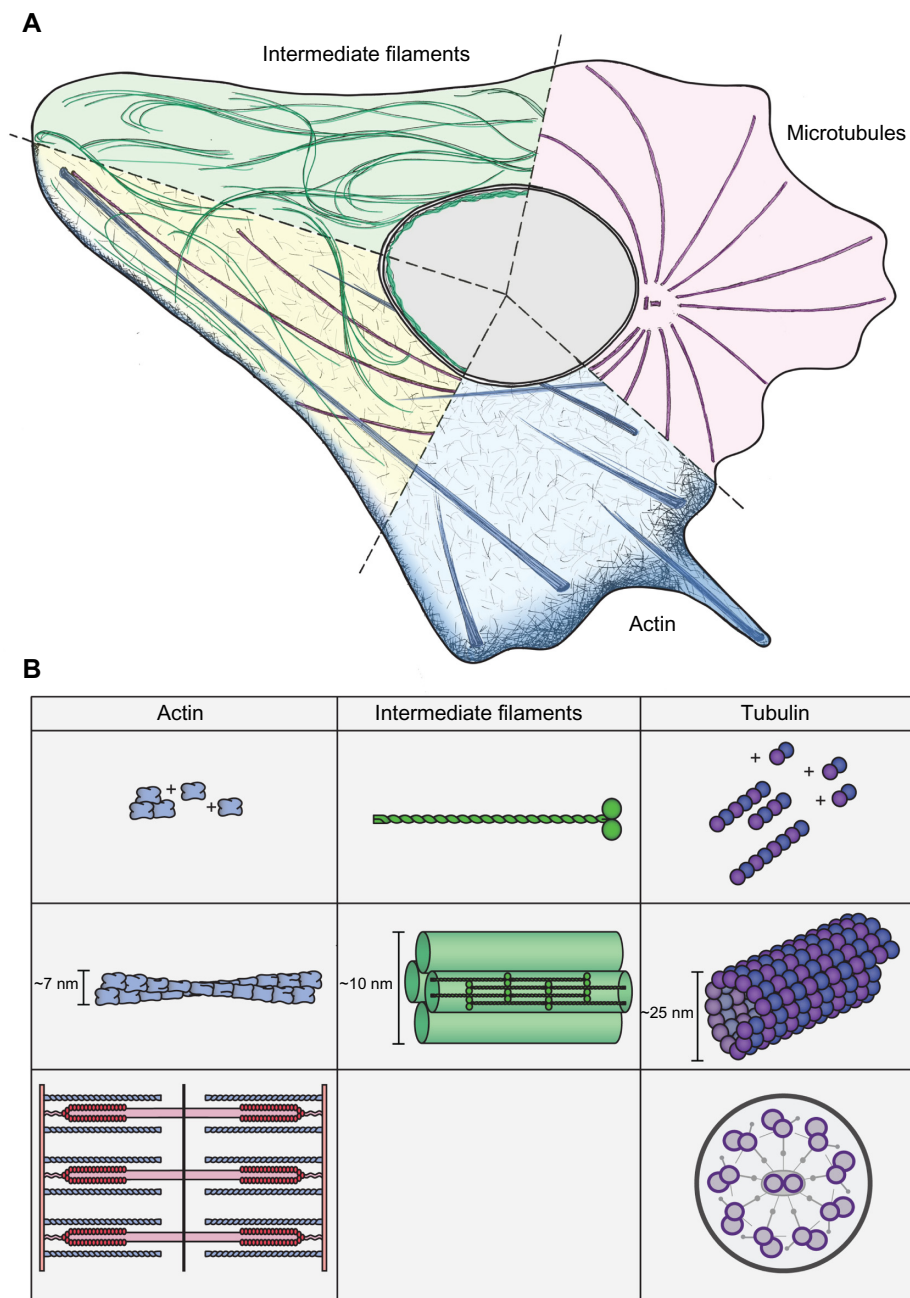 A
Intermediate filaments
Microtubules
Actin
B
Actin
Intermediate filaments
Tubulin
+
+
+
+
+
~7 nm
~10 nm
~25 nm